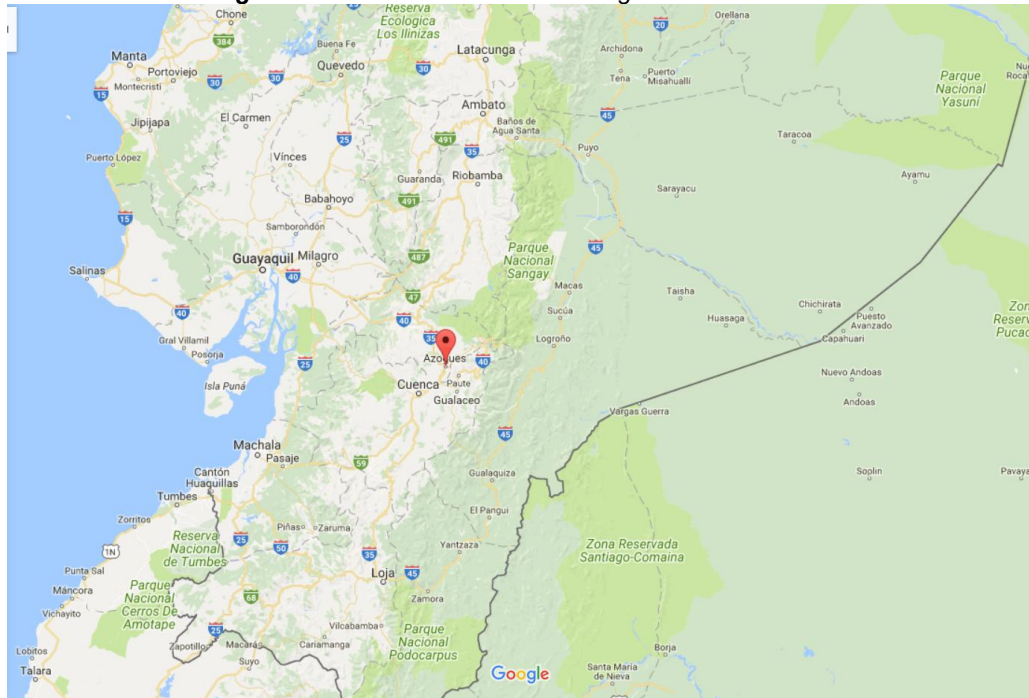 Chone
Reserva
Ecologica
Los Ilinizas
Orellana
384
20
Buena Fe
Latacunga
Archidona
Manta
Portoviejo
Quevedo
30
30
30
Tena
Puerto
Misahualli
Parque
Nacional
Yasuní
Montecristi
15
Ambato
El Carmen
Baños de
Agua Santa
45
Jipijapa
25
491
35
Taracoa
Puerto López
Vinces
Puyo
Guaranda
Riobamba
Ayamu
Babahoyo
491
Sarayacu
15
Samborondón
Guayaquil
Milagro
487
Parque
Nacional
Sangay
45
Salinas
40
Macas
47
Taisha
40
40
Sucúa
Huasaga
Chichirata
Puesto
Avanzado
Gral Villamil
Posorja
Logroño
Capahuari
25
Azogues
40
Isla Puná
Cuenca
Paute
Gualaceo
Nuevo Andoas
Andoas
Vargas Guerra
45
Machala
Pasaje
59
Cantón
Huaquillas
Gualaquiza
Soplin
Tumbes
El Pangui
Zorritos
Piñas
Zaruma
1N
Reserva
Nacional
de Tumbes
25
50
35
Yantzaza
Zona Reservada
Santiago-Comaina
Punta Sal
Loja
45
Máncora
Parque
Nacional
Cerros De
Amotape
68
Zamora
Vichayito
25
Vilcabamba
Parque
Nacional
Podocarpus
Lobitos
Zapotillo
Macará
Cariamanga
Borja
Talara
Suyo
Google
Santa Maria
de Nieva